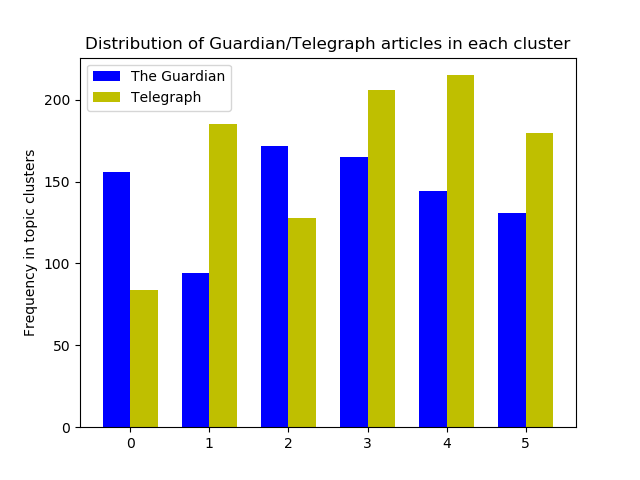 Distribution of Guardian/Telegraph articles in each cluster
The Guardian
Telegraph
Frequency in topic clusters
200
150
100
50
0
0 1 2 3 4 5